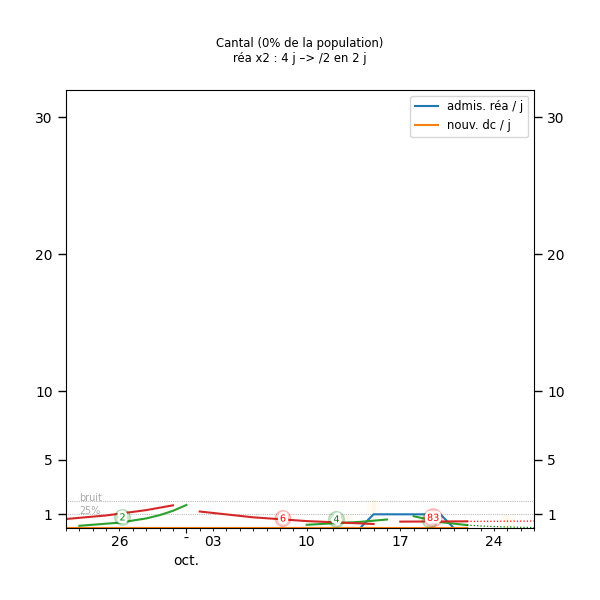 Cantal (0% de la population)
réa x2 : 4 j –> /2 en 2 j
admis. réa / j
nouv. dc / j
30 30
20 20
10 10
5 5
bruit
25%
1 1
2 6 4 83
26 - 03 10 17 24
oct.